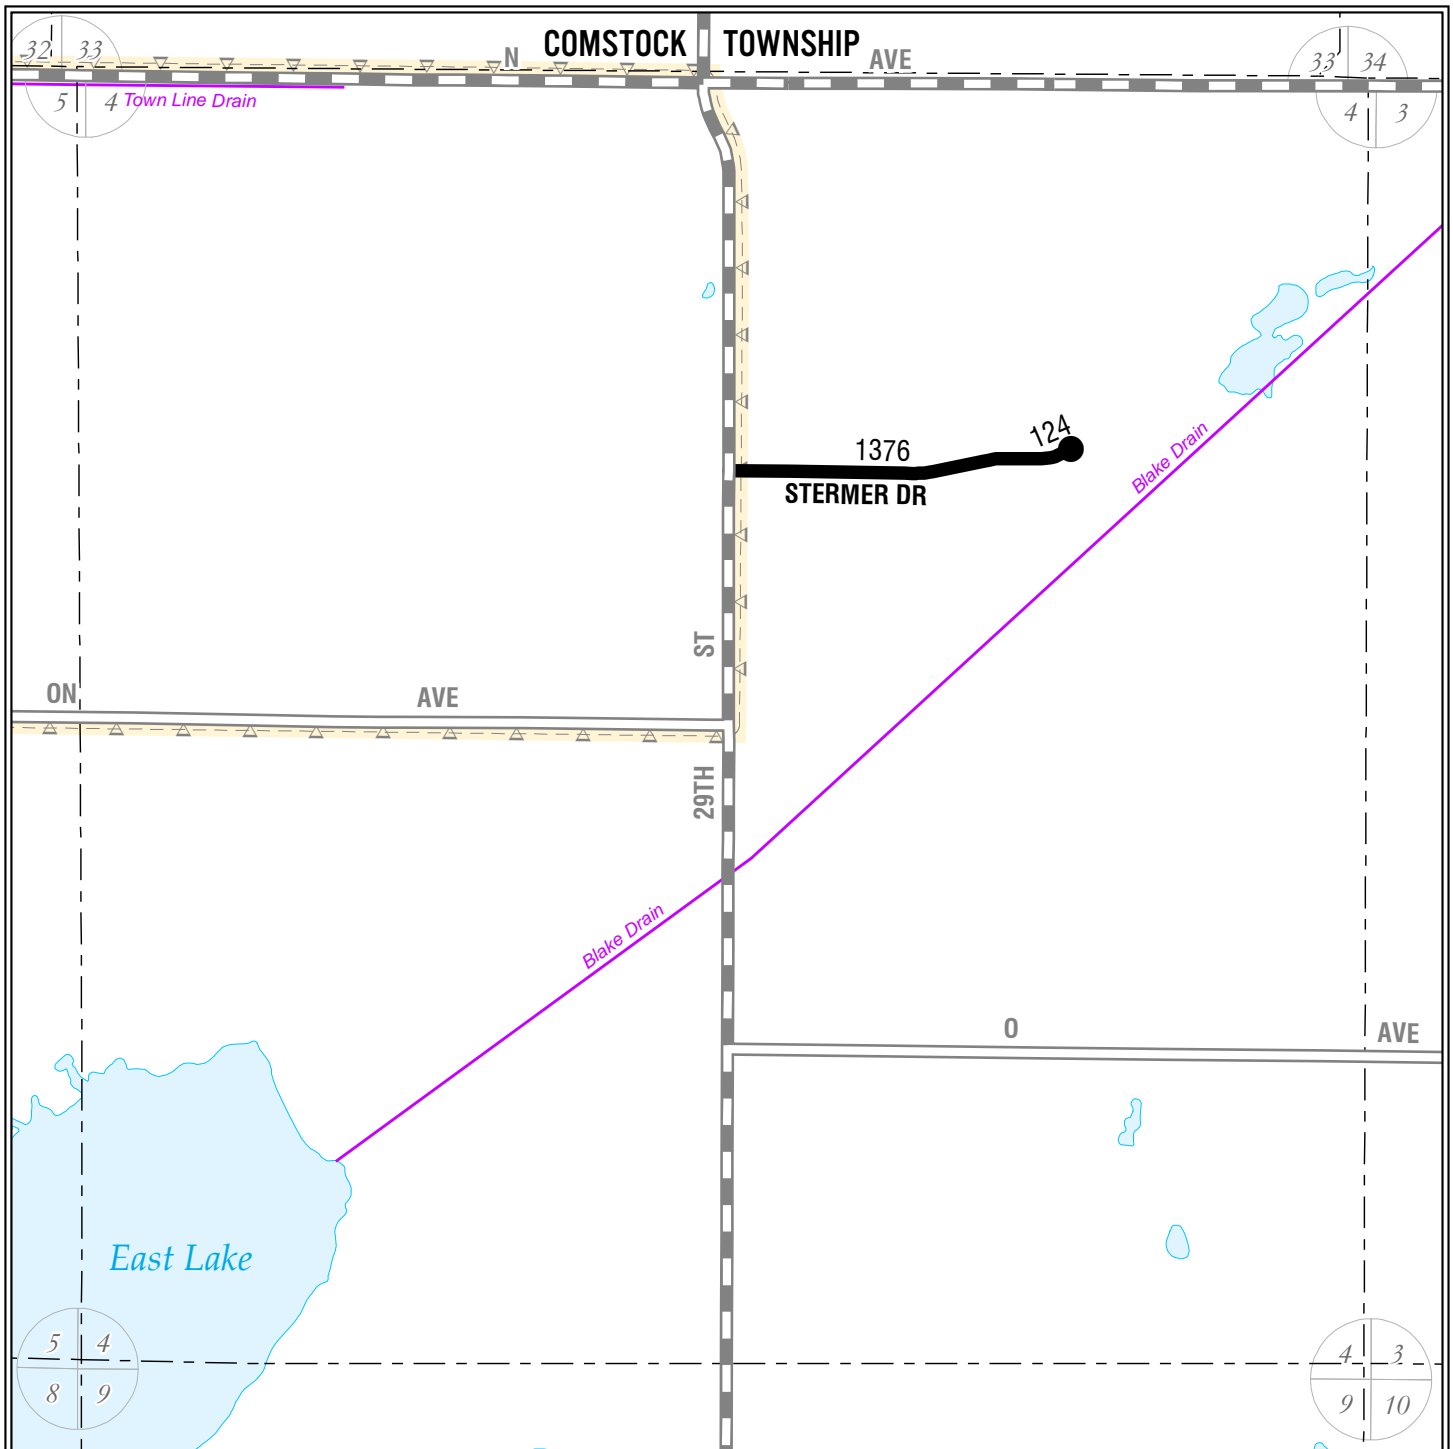 COMSTOCK TOWNSHIP
N AVE
32 33
5 4
Town Line Drain
33 34
4 3
1376
124
STERMER DR
Blake Drain
ST
ON AVE
29TH
Blake Drain
O AVE
East Lake
5 4
8 9
4 3
9 10